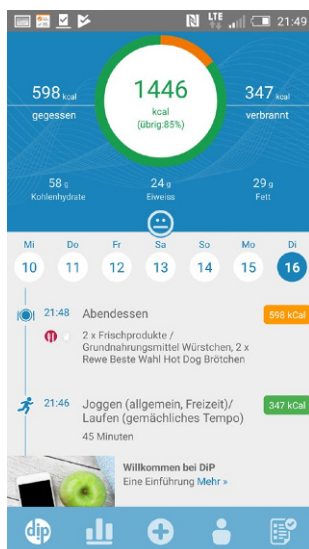 LTE 21:49
598 kcal
gegessen
1446
kcal
(übrig:85%)
347 kcal
verbrannt
58 g
Kohlenhydrate
24 g
Eiweiss
29 g
Fett
Mi Do Fr Sa So Mo Di
10 11 12 13 14 15 16
21:48 Abendessen 598 kCal
2 x Frischprodukte /
Grundnahrungsmittel Würstchen, 2 x
Rewe Beste Wahl Hot Dog Brötchen
21:46 Joggen (allgemein, Freizeit)/ 347 kCal
Laufen (gemächliches Tempo)
45 Minuten
Willkommen bei DiP
Eine Einführung Mehr »
dip